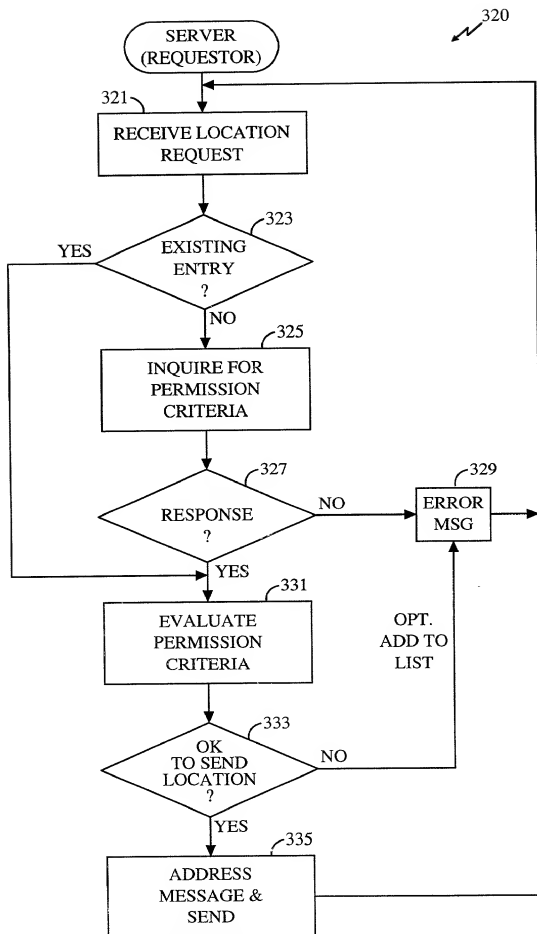 320
SERVER
(REQUESTOR)
321
RECEIVE LOCATION
REQUEST
323
YES
EXISTING
ENTRY
?
NO
325
INQUIRE FOR
PERMISSION
CRITERIA
327
RESPONSE
?
NO
329
ERROR
MSG
YES
331
EVALUATE
PERMISSION
CRITERIA
OPT.
ADD TO
LIST
333
OK
TO SEND
LOCATION
?
NO
YES
335
ADDRESS
MESSAGE &
SEND